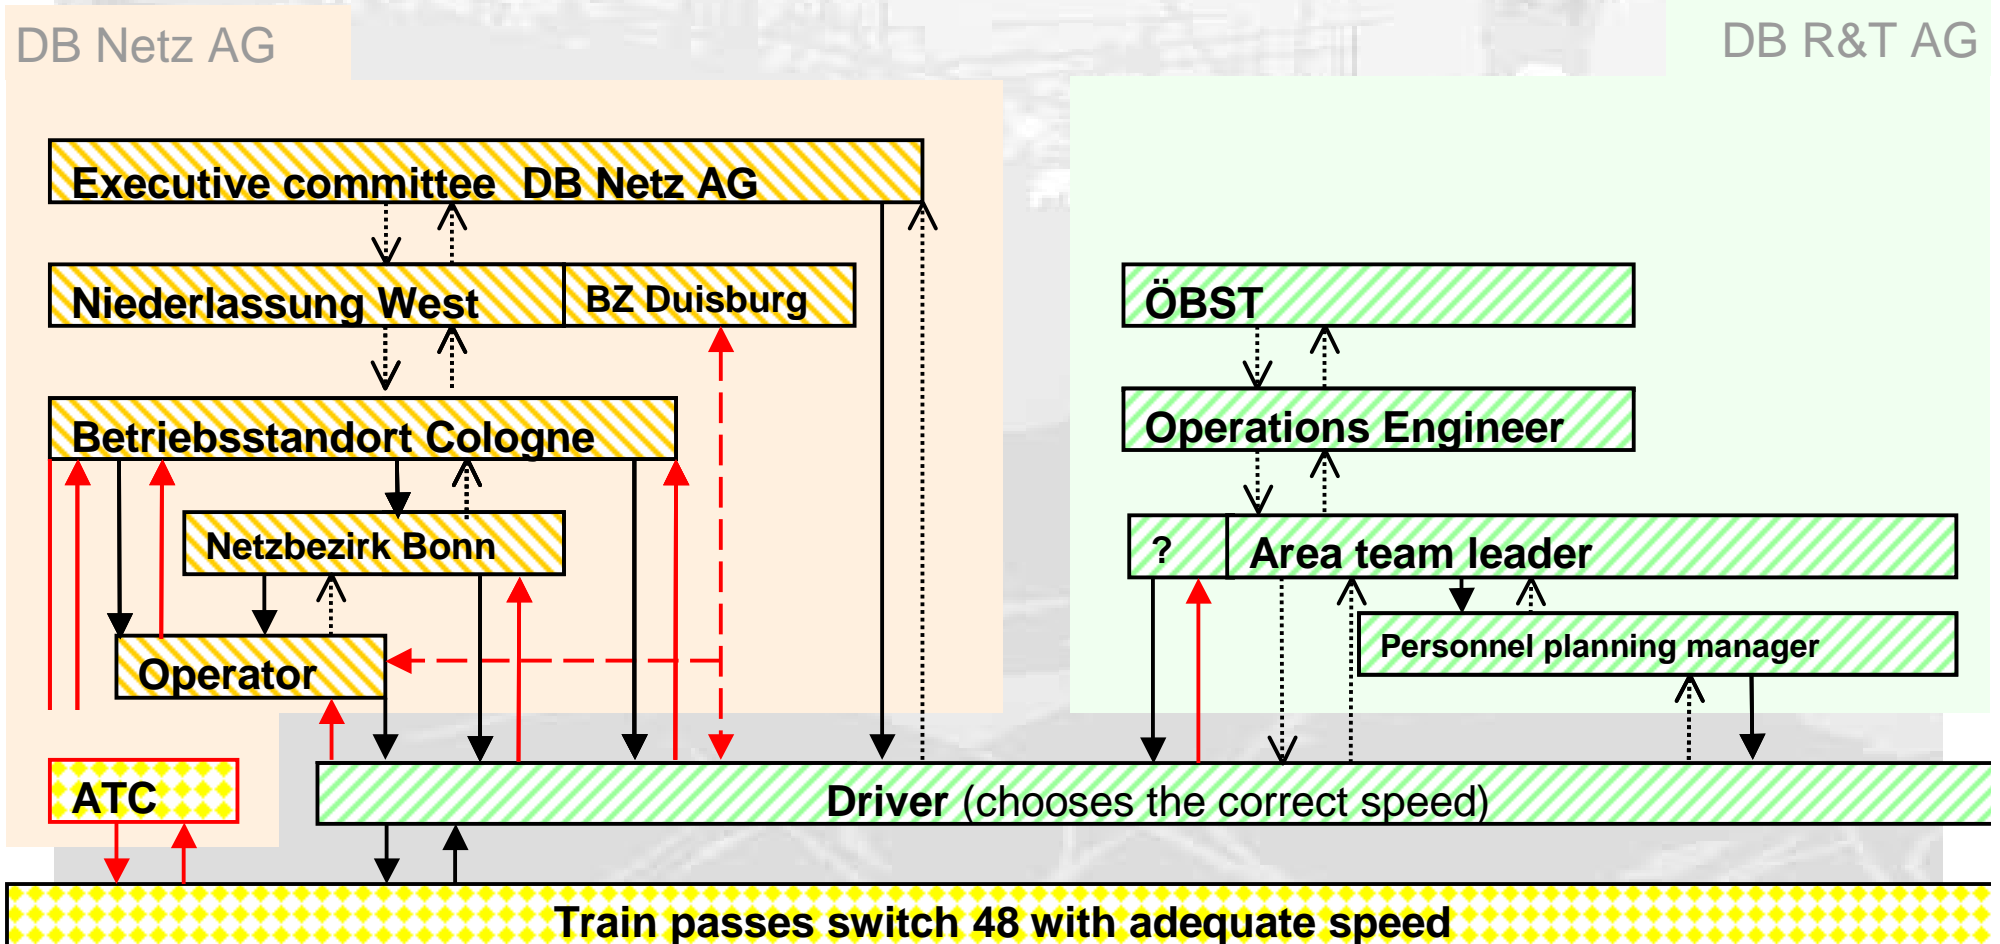 DB Netz AG
DB R&T AG
Executive committee DB Netz AG
Niederlassung West
BZ Duisburg
ÖBST
Betriebsstandort Cologne
Operations Engineer
Netzbezirk Bonn
?
Area team leader
Operator
Personnel planning manager
ATC
Driver (chooses the correct speed)
Train passes switch 48 with adequate speed